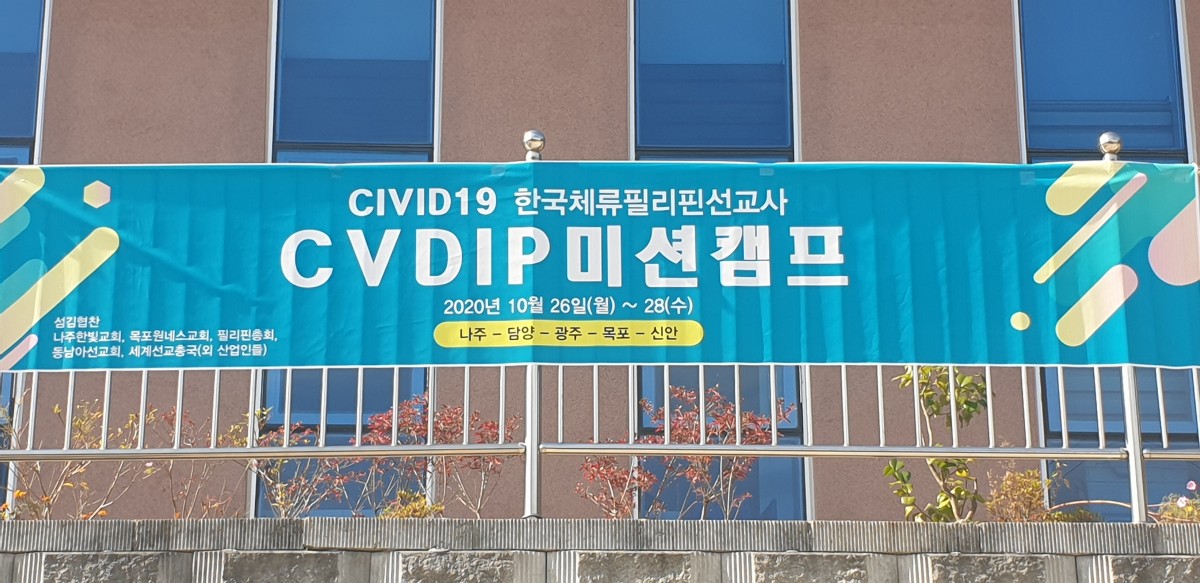 CIVID19 한국체류필리핀선교사
CVDIP미션캠프
2020년 10월 26일(월) ~ 28(수)
나주 - 담양 - 광주 - 목포 - 신안
섬김협찬
나주한빛교회, 목포원네스교회, 필리핀총회,
동남아선교회, 세계선교총국(외 산업인들)